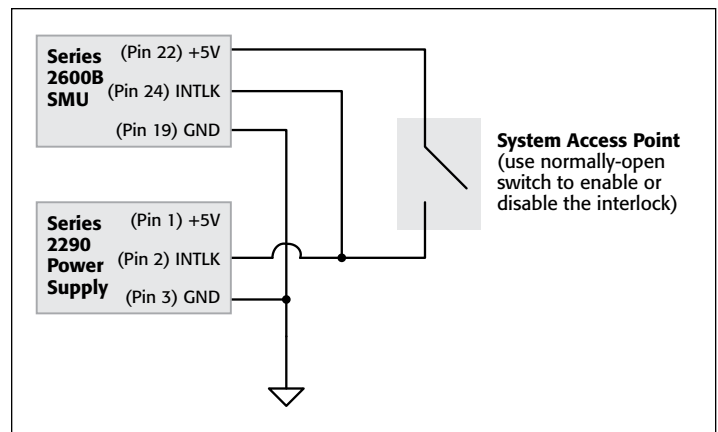 Series
2600B
SMU
(Pin 22) +5V
(Pin 24) INTLK
(Pin 19) GND
System Access Point
(use normally-open
switch to enable or
disable the interlock)
Series
2290
Power
Supply
(Pin 1) +5V
(Pin 2) INTLK
(Pin 3) GND